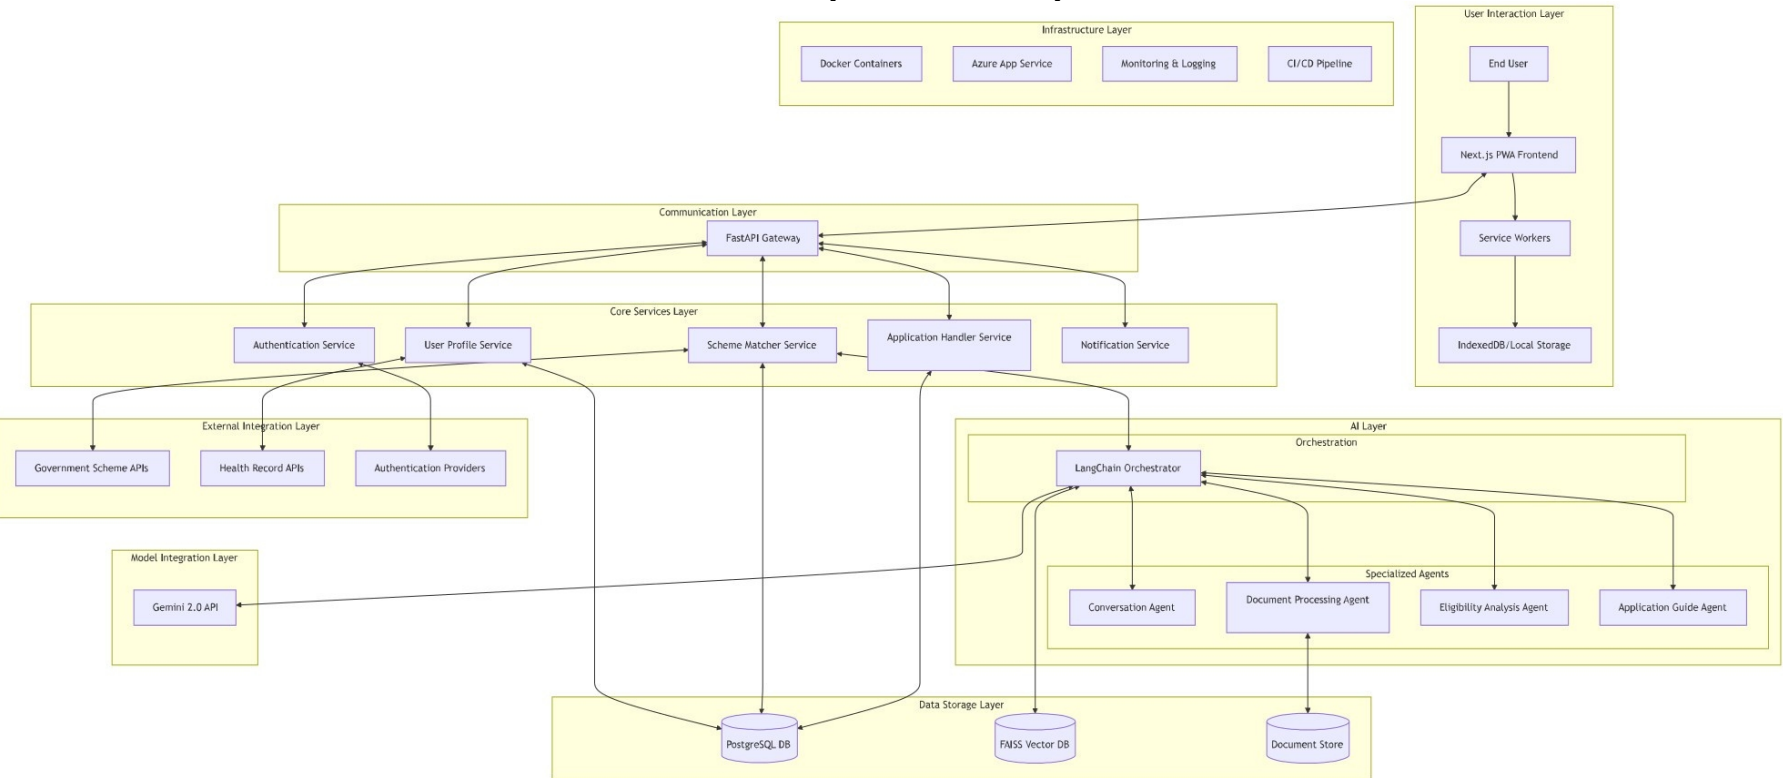 Infrastructure Layer
Docker Containers
Azure App Service
Monitoring & Logging
CI/CD Pipeline
User Interaction Layer
End User
Next.js PWA Frontend
Service Workers
IndexedDB/Local Storage
Communication Layer
FastAPI Gateway
Core Services Layer
Authentication Service
User Profile Service
Scheme Matcher Service
Application Handler Service
Notification Service
External Integration Layer
Government Scheme APIs
Health Record APIs
Authentication Providers
AI Layer
Orchestration
LangChain Orchestrator
Model Integration Layer
Gemini 2.0 API
Specialized Agents
Conversation Agent
Document Processing Agent
Eligibility Analysis Agent
Application Guide Agent
Data Storage Layer
PostgreSQL DB
FAISS Vector DB
Document Store